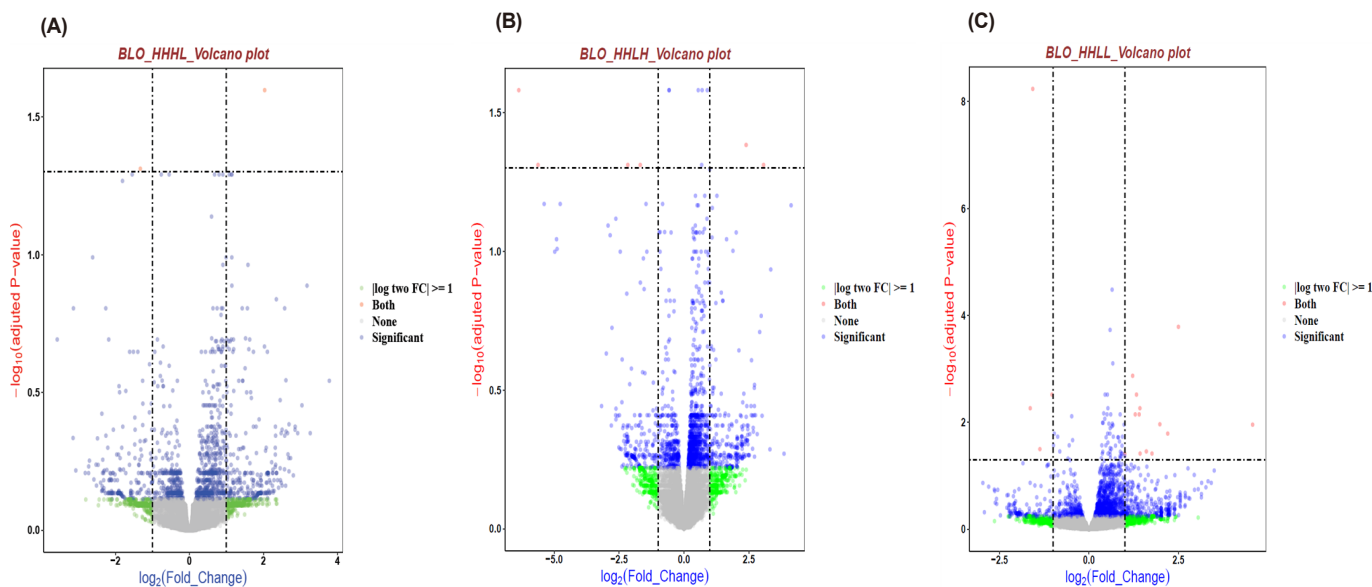 (A)
BLO_HHHL_Volcano plot
1.5
1.0
0.5
0.0
−log10(adjuted P−value)
−2
0
2
4
log2(Fold_Change)
|log two FC| >= 1
Both
None
Significant
(B)
BLO_HHLH_Volcano plot
1.5
1.0
0.5
0.0
−log10(adjuted P−value)
−5.0
−2.5
0.0
2.5
log2(Fold_Change)
|log two FC| >= 1
Both
None
Significant
(C)
BLO_HHLL_Volcano plot
8
6
4
2
0
−log10(adjuted P−value)
−2.5
0.0
2.5
log2(Fold_Change)
|log two FC| >= 1
Both
None
Significant